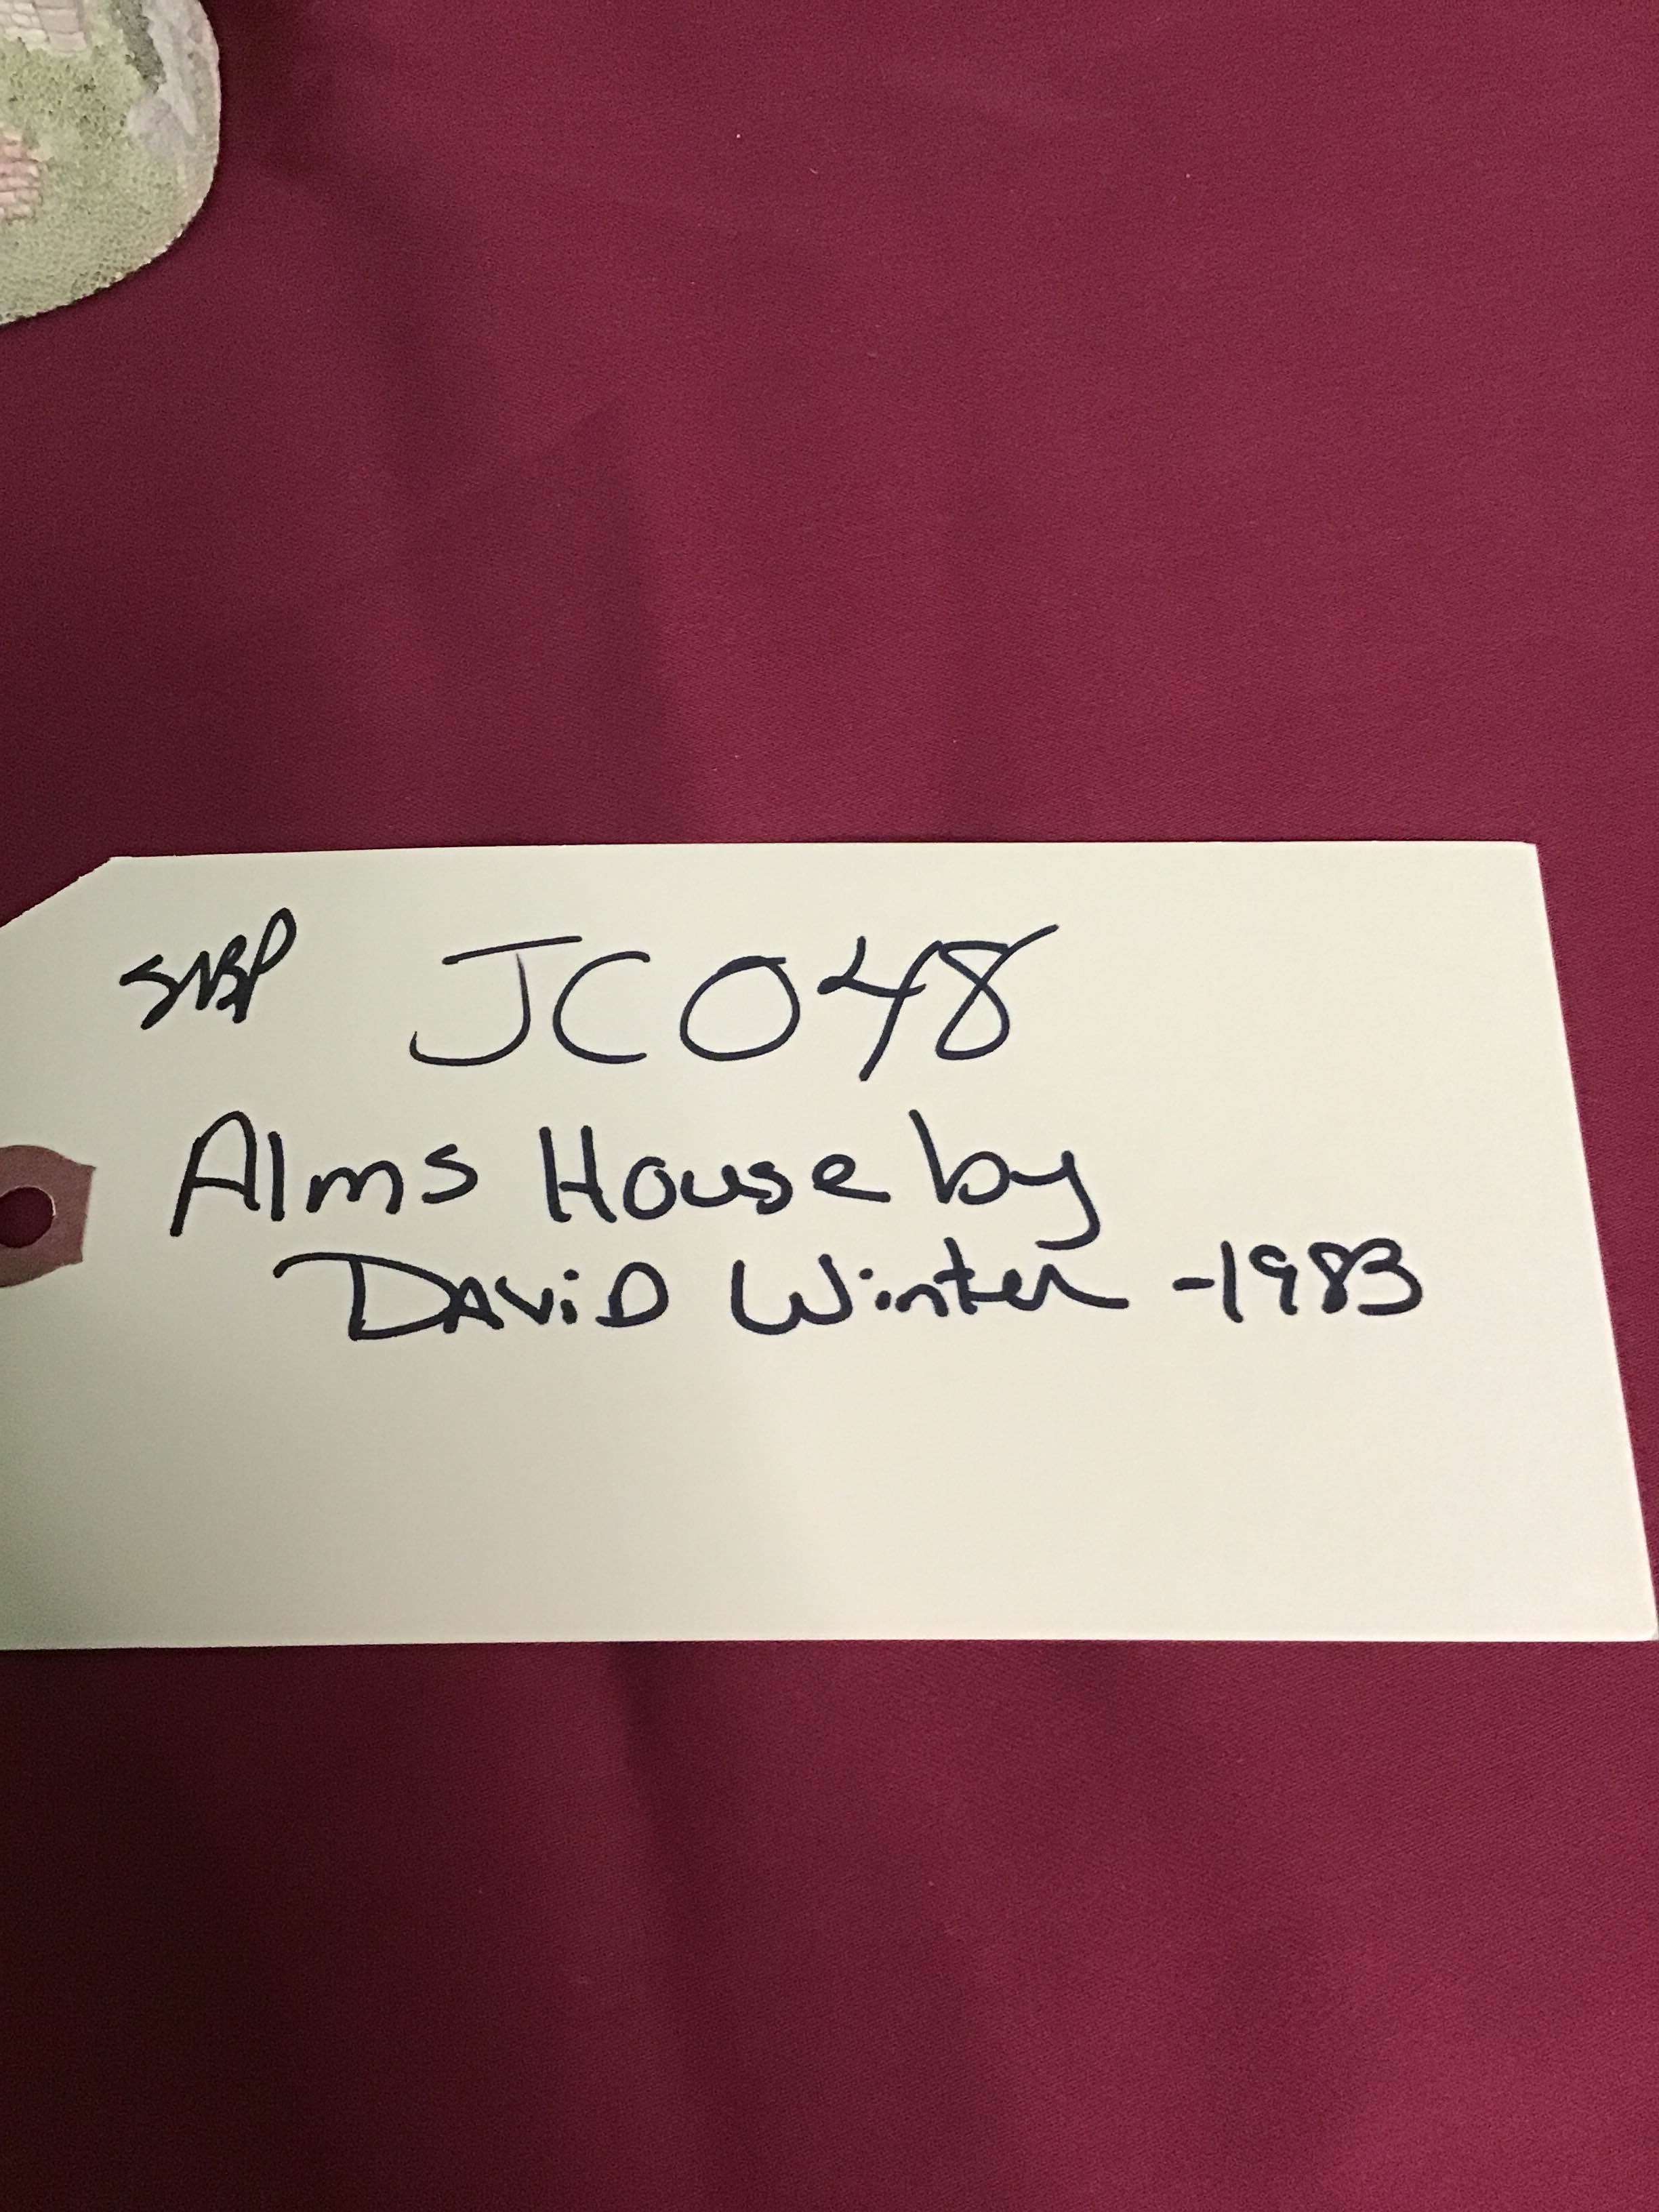 JC048
Alms House by
David Winter -1983